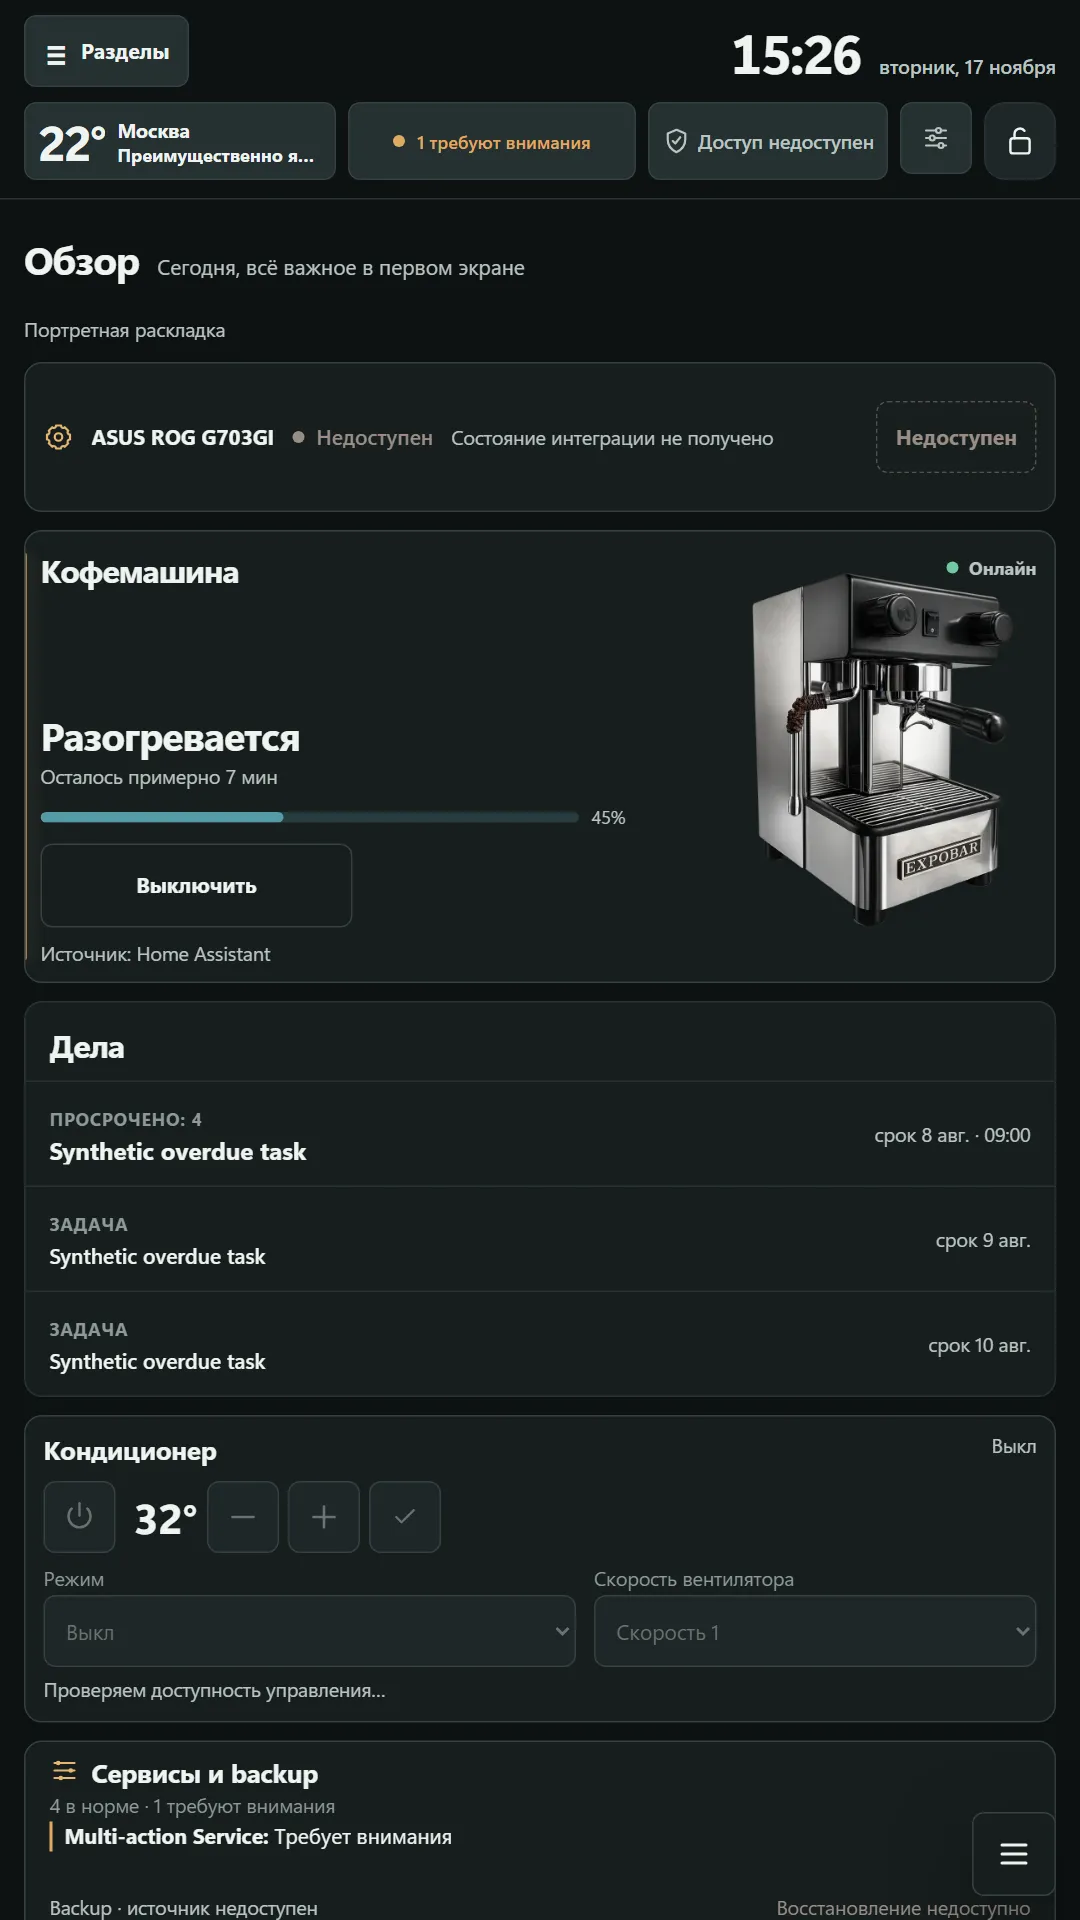 Разделы
15:26 вторник, 17 ноября
22° Москва
Преимущественно я...
1 требуют внимания
Доступ недоступен
Обзор Сегодня, всё важное в первом экране
Портретная раскладка
ASUS ROG G703GI Недоступен Состояние интеграции не получено Недоступен
Кофемашина
Онлайн
Разогревается
Осталось примерно 7 мин
45%
Выключить
EXPOBAR
Источник: Home Assistant
Дела
ПРОСРОЧЕНО: 4
Synthetic overdue task
срок 8 авг. · 09:00
ЗАДАЧА
Synthetic overdue task
срок 9 авг.
ЗАДАЧА
Synthetic overdue task
срок 10 авг.
Кондиционер
Выкл
32°
Режим
Скорость вентилятора
Выкл
Скорость 1
Проверяем доступность управления...
Сервисы и backup
4 в норме · 1 требуют внимания
Multi-action Service: Требует внимания
Backup · источник недоступен
Восстановление недоступно